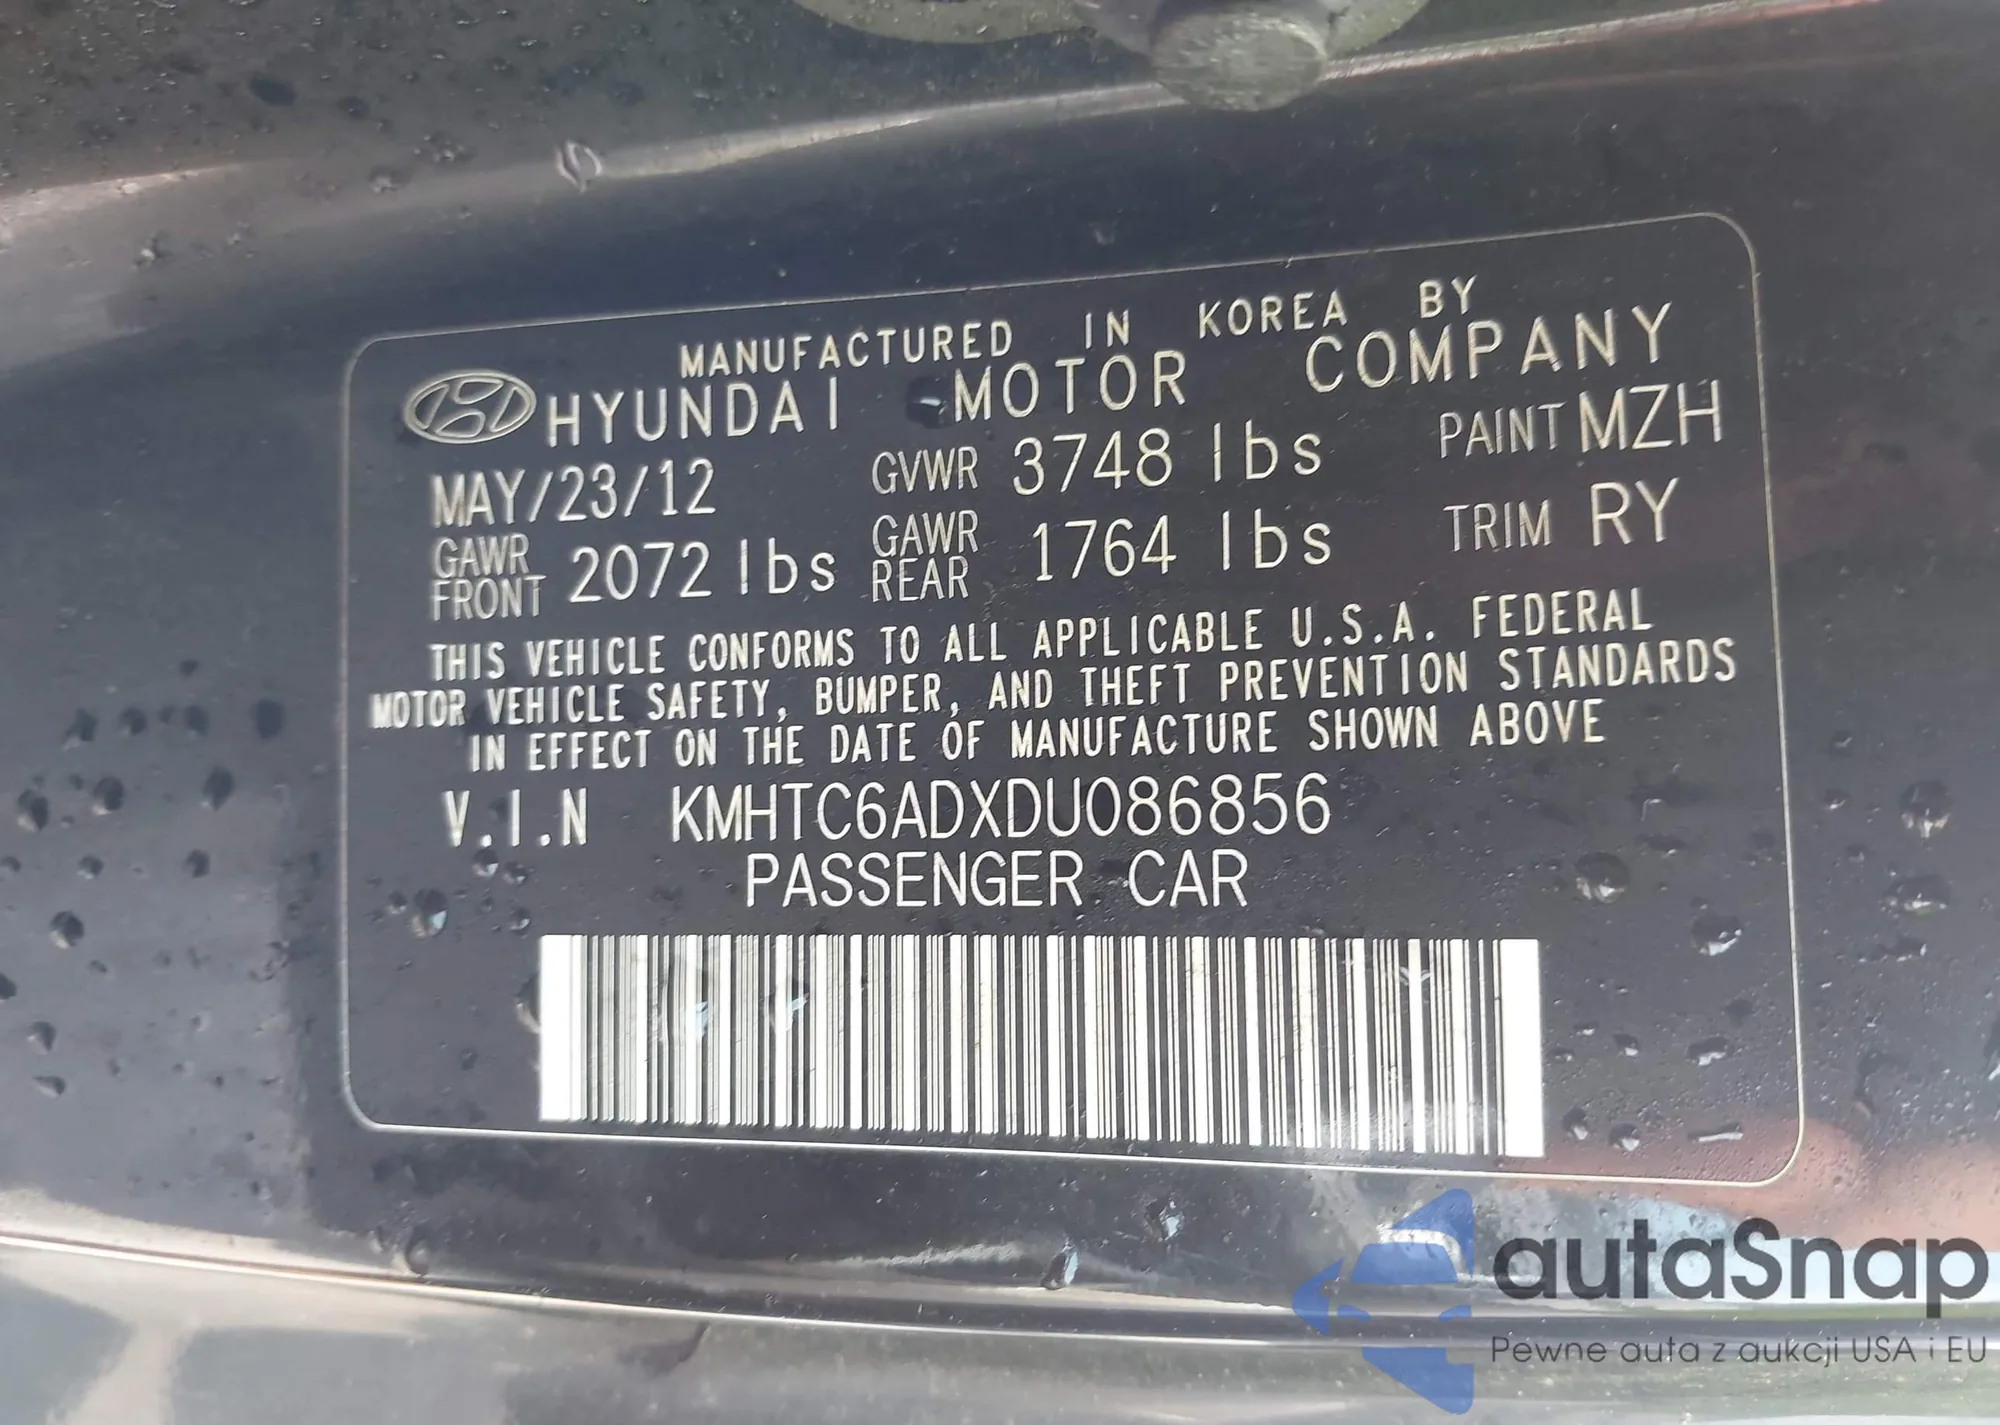 MANUFACTURED IN KOREA BY
HYUNDAI MOTOR COMPANY
MAY/23/12 GVWR 3748 lbs PAINT MZH
GAWR FRONT 2072 lbs GAWR REAR 1764 lbs TRIM RY
THIS VEHICLE CONFORMS TO ALL APPLICABLE U.S.A. FEDERAL
MOTOR VEHICLE SAFETY, BUMPER, AND THEFT PREVENTION STANDARDS
IN EFFECT ON THE DATE OF MANUFACTURE SHOWN ABOVE
V.I.N KMHTC6ADXDU086856
PASSENGER CAR
autaSnap
Pewne auta z aukcji USA i EU